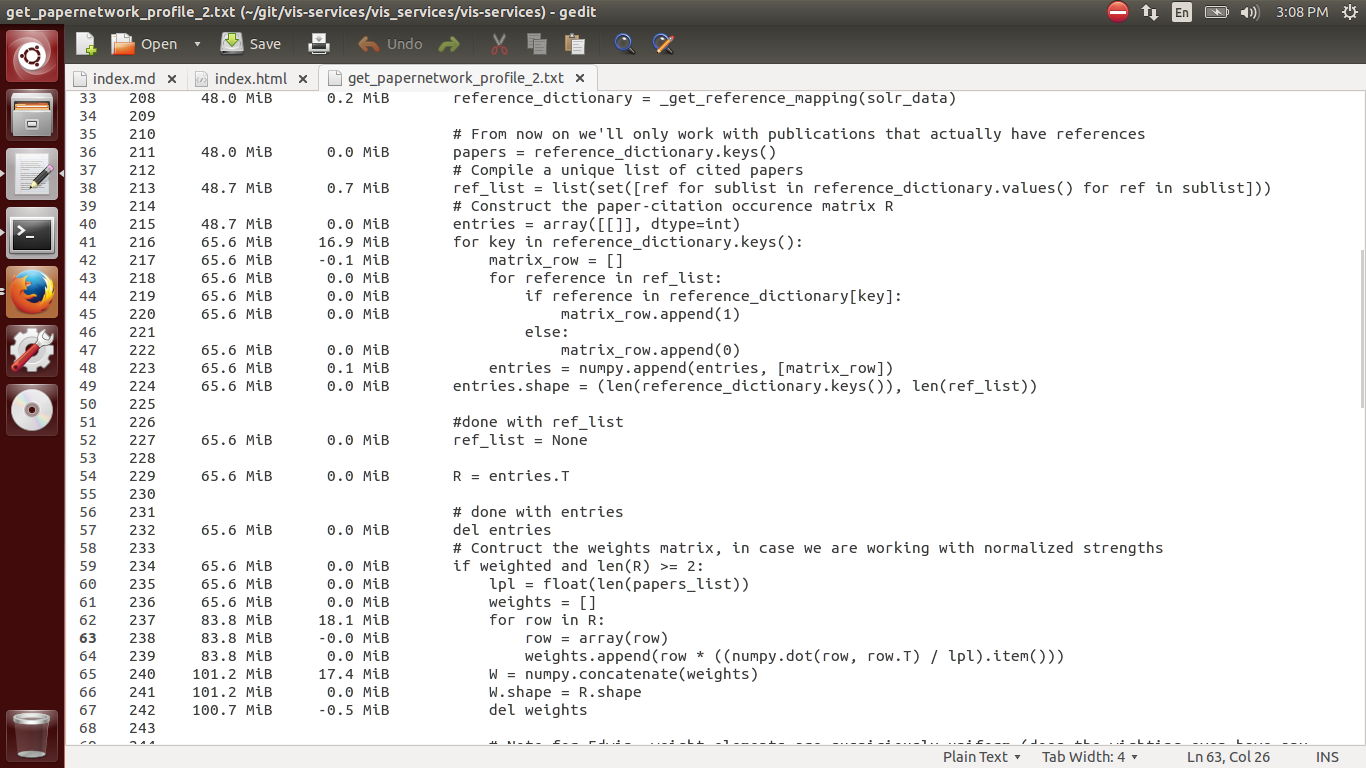 get_papernetwork_profile_2.txt (~/git/vis-services/vis_services/vis-services) - gedit
En 3:08 PM
Open Save Undo
index.md index.html get_papernetwork_profile_2.txt
33 208 48.0 MiB 0.2 MiB reference_dictionary = _get_reference_mapping(solr_data)
34 209
35 210 # From now on we'll only work with publications that actually have references
36 211 48.0 MiB 0.0 MiB papers = reference_dictionary.keys()
37 212 # Compile a unique list of cited papers
38 213 48.7 MiB 0.7 MiB ref_list = list(set([ref for sublist in reference_dictionary.values() for ref in sublist]))
39 214 # Construct the paper-citation occurence matrix R
40 215 48.7 MiB 0.0 MiB entries = array([[]], dtype=int)
41 216 65.6 MiB 16.9 MiB for key in reference_dictionary.keys():
42 217 65.6 MiB -0.1 MiB matrix_row = []
43 218 65.6 MiB 0.0 MiB for reference in ref_list:
44 219 65.6 MiB 0.0 MiB if reference in reference_dictionary[key]:
45 220 65.6 MiB 0.0 MiB matrix_row.append(1)
46 221 else:
47 222 65.6 MiB 0.0 MiB matrix_row.append(0)
48 223 65.6 MiB 0.1 MiB entries = numpy.append(entries, [matrix_row])
49 224 65.6 MiB 0.0 MiB entries.shape = (len(reference_dictionary.keys()), len(ref_list))
50 225
51 226 #done with ref_list
52 227 65.6 MiB 0.0 MiB ref_list = None
53 228
54 229 65.6 MiB 0.0 MiB R = entries.T
55 230
56 231 # done with entries
57 232 65.6 MiB 0.0 MiB del entries
58 233 # Contruct the weights matrix, in case we are working with normalized strengths
59 234 65.6 MiB 0.0 MiB if weighted and len(R) >= 2:
60 235 65.6 MiB 0.0 MiB lpl = float(len(papers_list))
61 236 65.6 MiB 0.0 MiB weights = []
62 237 83.8 MiB 18.1 MiB for row in R:
63 238 83.8 MiB -0.0 MiB row = array(row)
64 239 83.8 MiB 0.0 MiB weights.append(row * ((numpy.dot(row, row.T) / lpl).item()))
65 240 101.2 MiB 17.4 MiB W = numpy.concatenate(weights)
66 241 101.2 MiB 0.0 MiB W.shape = R.shape
67 242 100.7 MiB -0.5 MiB del weights
68 243
Plain Text Tab Width: 4 Ln 63, Col 26 INS